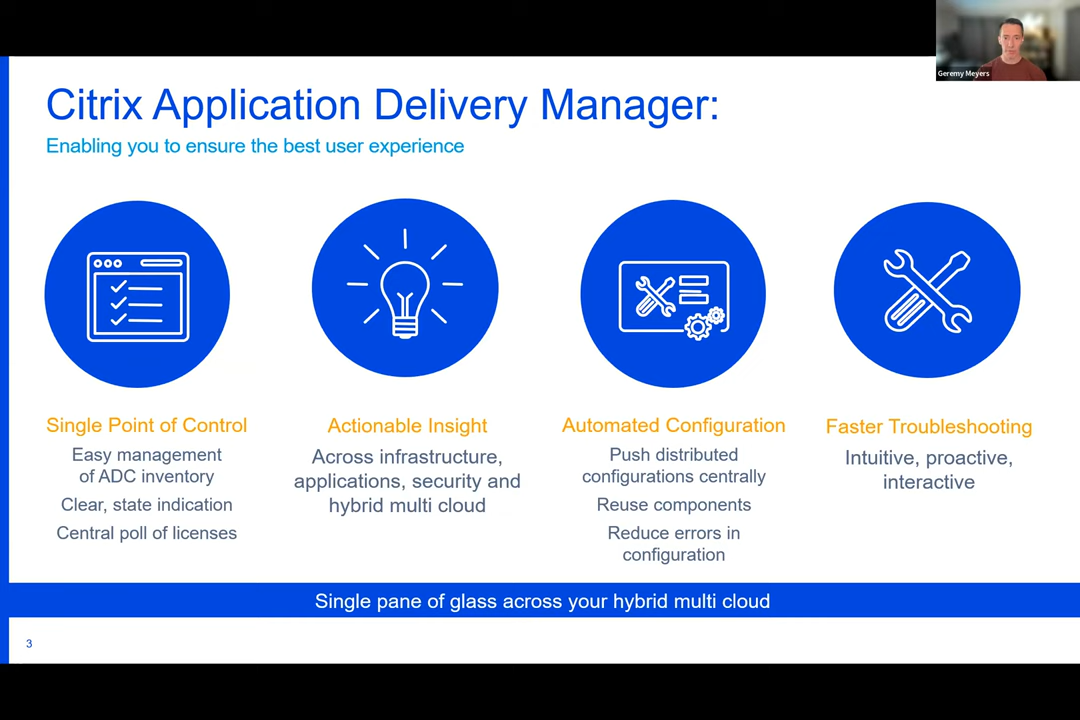 Geremy Meyers
Citrix Application Delivery Manager:
Enabling you to ensure the best user experience
Single Point of Control
Easy management
of ADC inventory
Clear, state indication
Central poll of licenses
Actionable Insight
Across infrastructure,
applications, security and
hybrid multi cloud
Automated Configuration
Push distributed
configurations centrally
Reuse components
Reduce errors in
configuration
Faster Troubleshooting
Intuitive, proactive,
interactive
Single pane of glass across your hybrid multi cloud
3